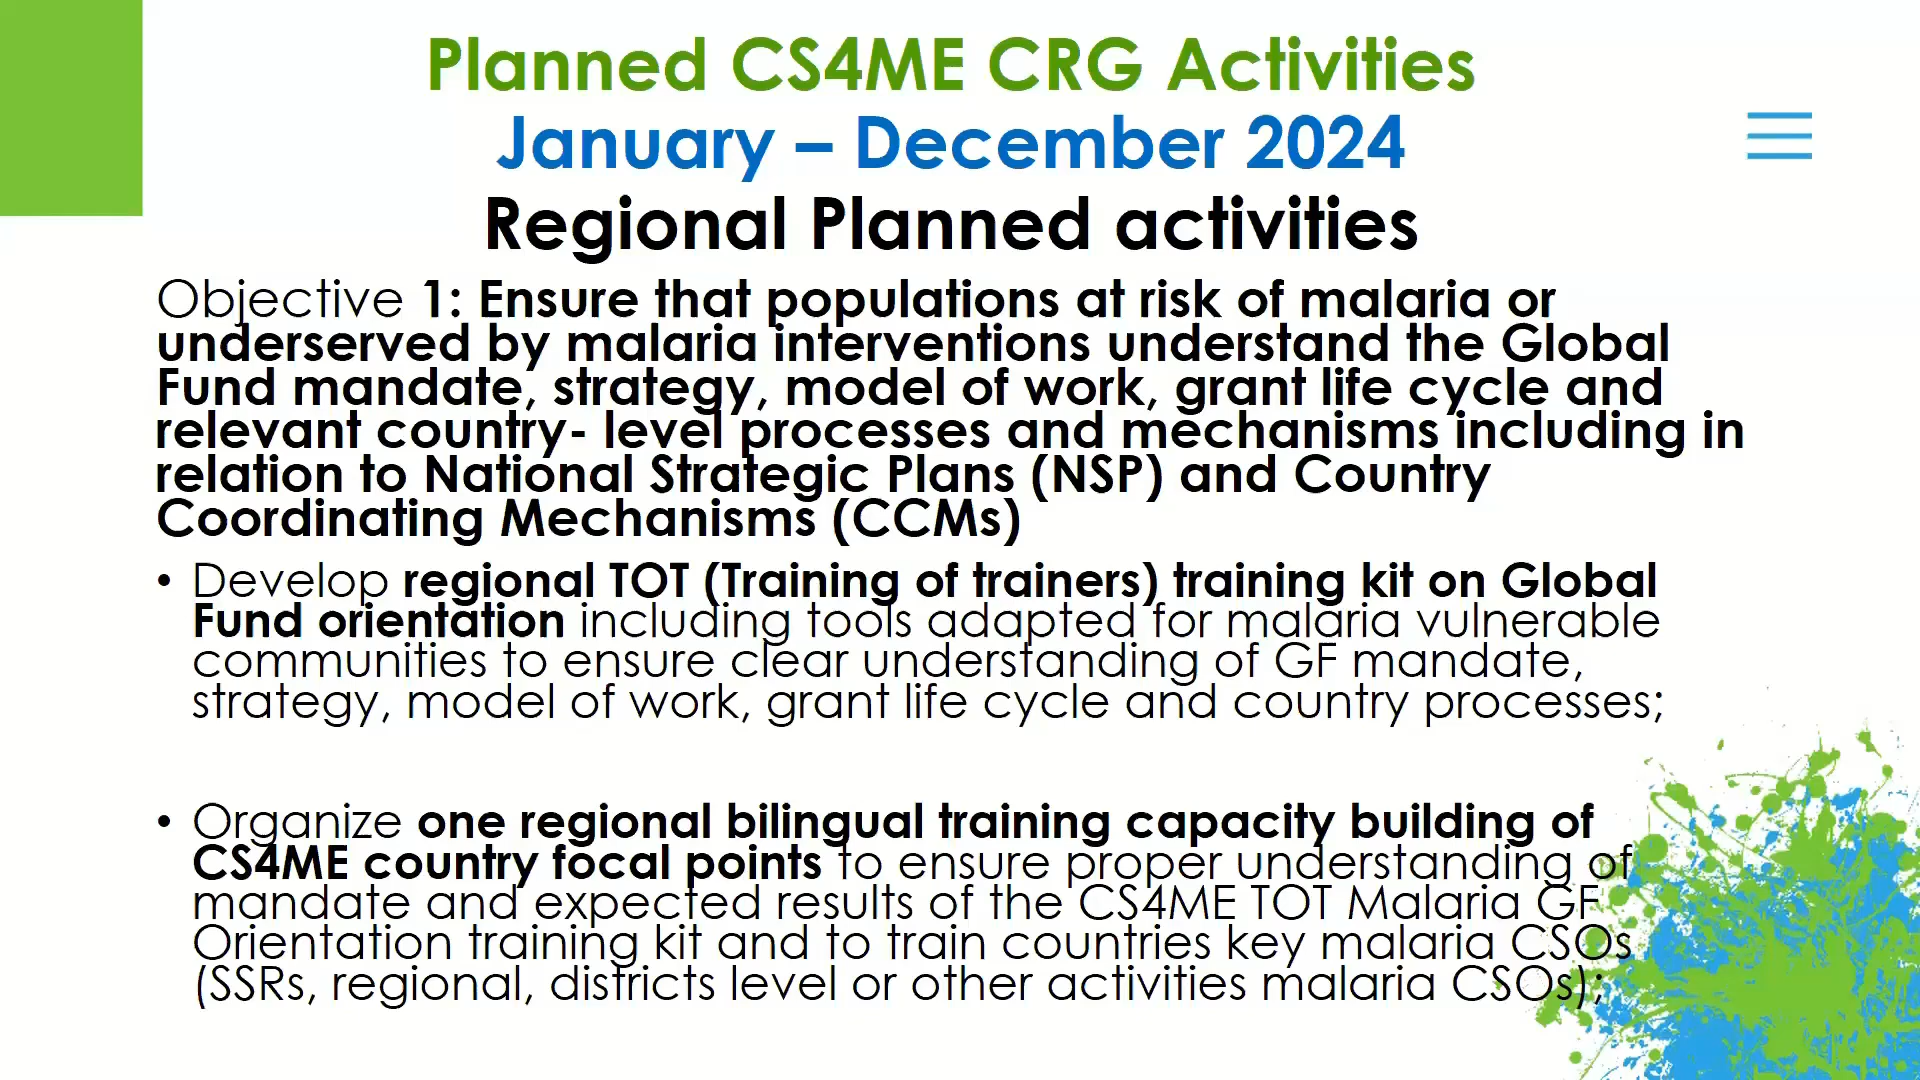 Planned CS4ME CRG Activities
January – December 2024
Regional Planned activities
Objective 1: Ensure that populations at risk of malaria or
underserved by malaria interventions understand the Global
Fund mandate, strategy, model of work, grant life cycle and
relevant country- level processes and mechanisms including in
relation to National Strategic Plans (NSP) and Country
Coordinating Mechanisms (CCMs)
• Develop regional TOT (Training of trainers) training kit on Global
Fund orientation including tools adapted for malaria vulnerable
communities to ensure clear understanding of GF mandate,
strategy, model of work, grant life cycle and country processes;
• Organize one regional bilingual training capacity building of
CS4ME country focal points to ensure proper understanding of
mandate and expected results of the CS4ME TOT Malaria GF
Orientation training kit and to train countries key malaria CSOs
(SSRs, regional, districts level or other activities malaria CSOs);